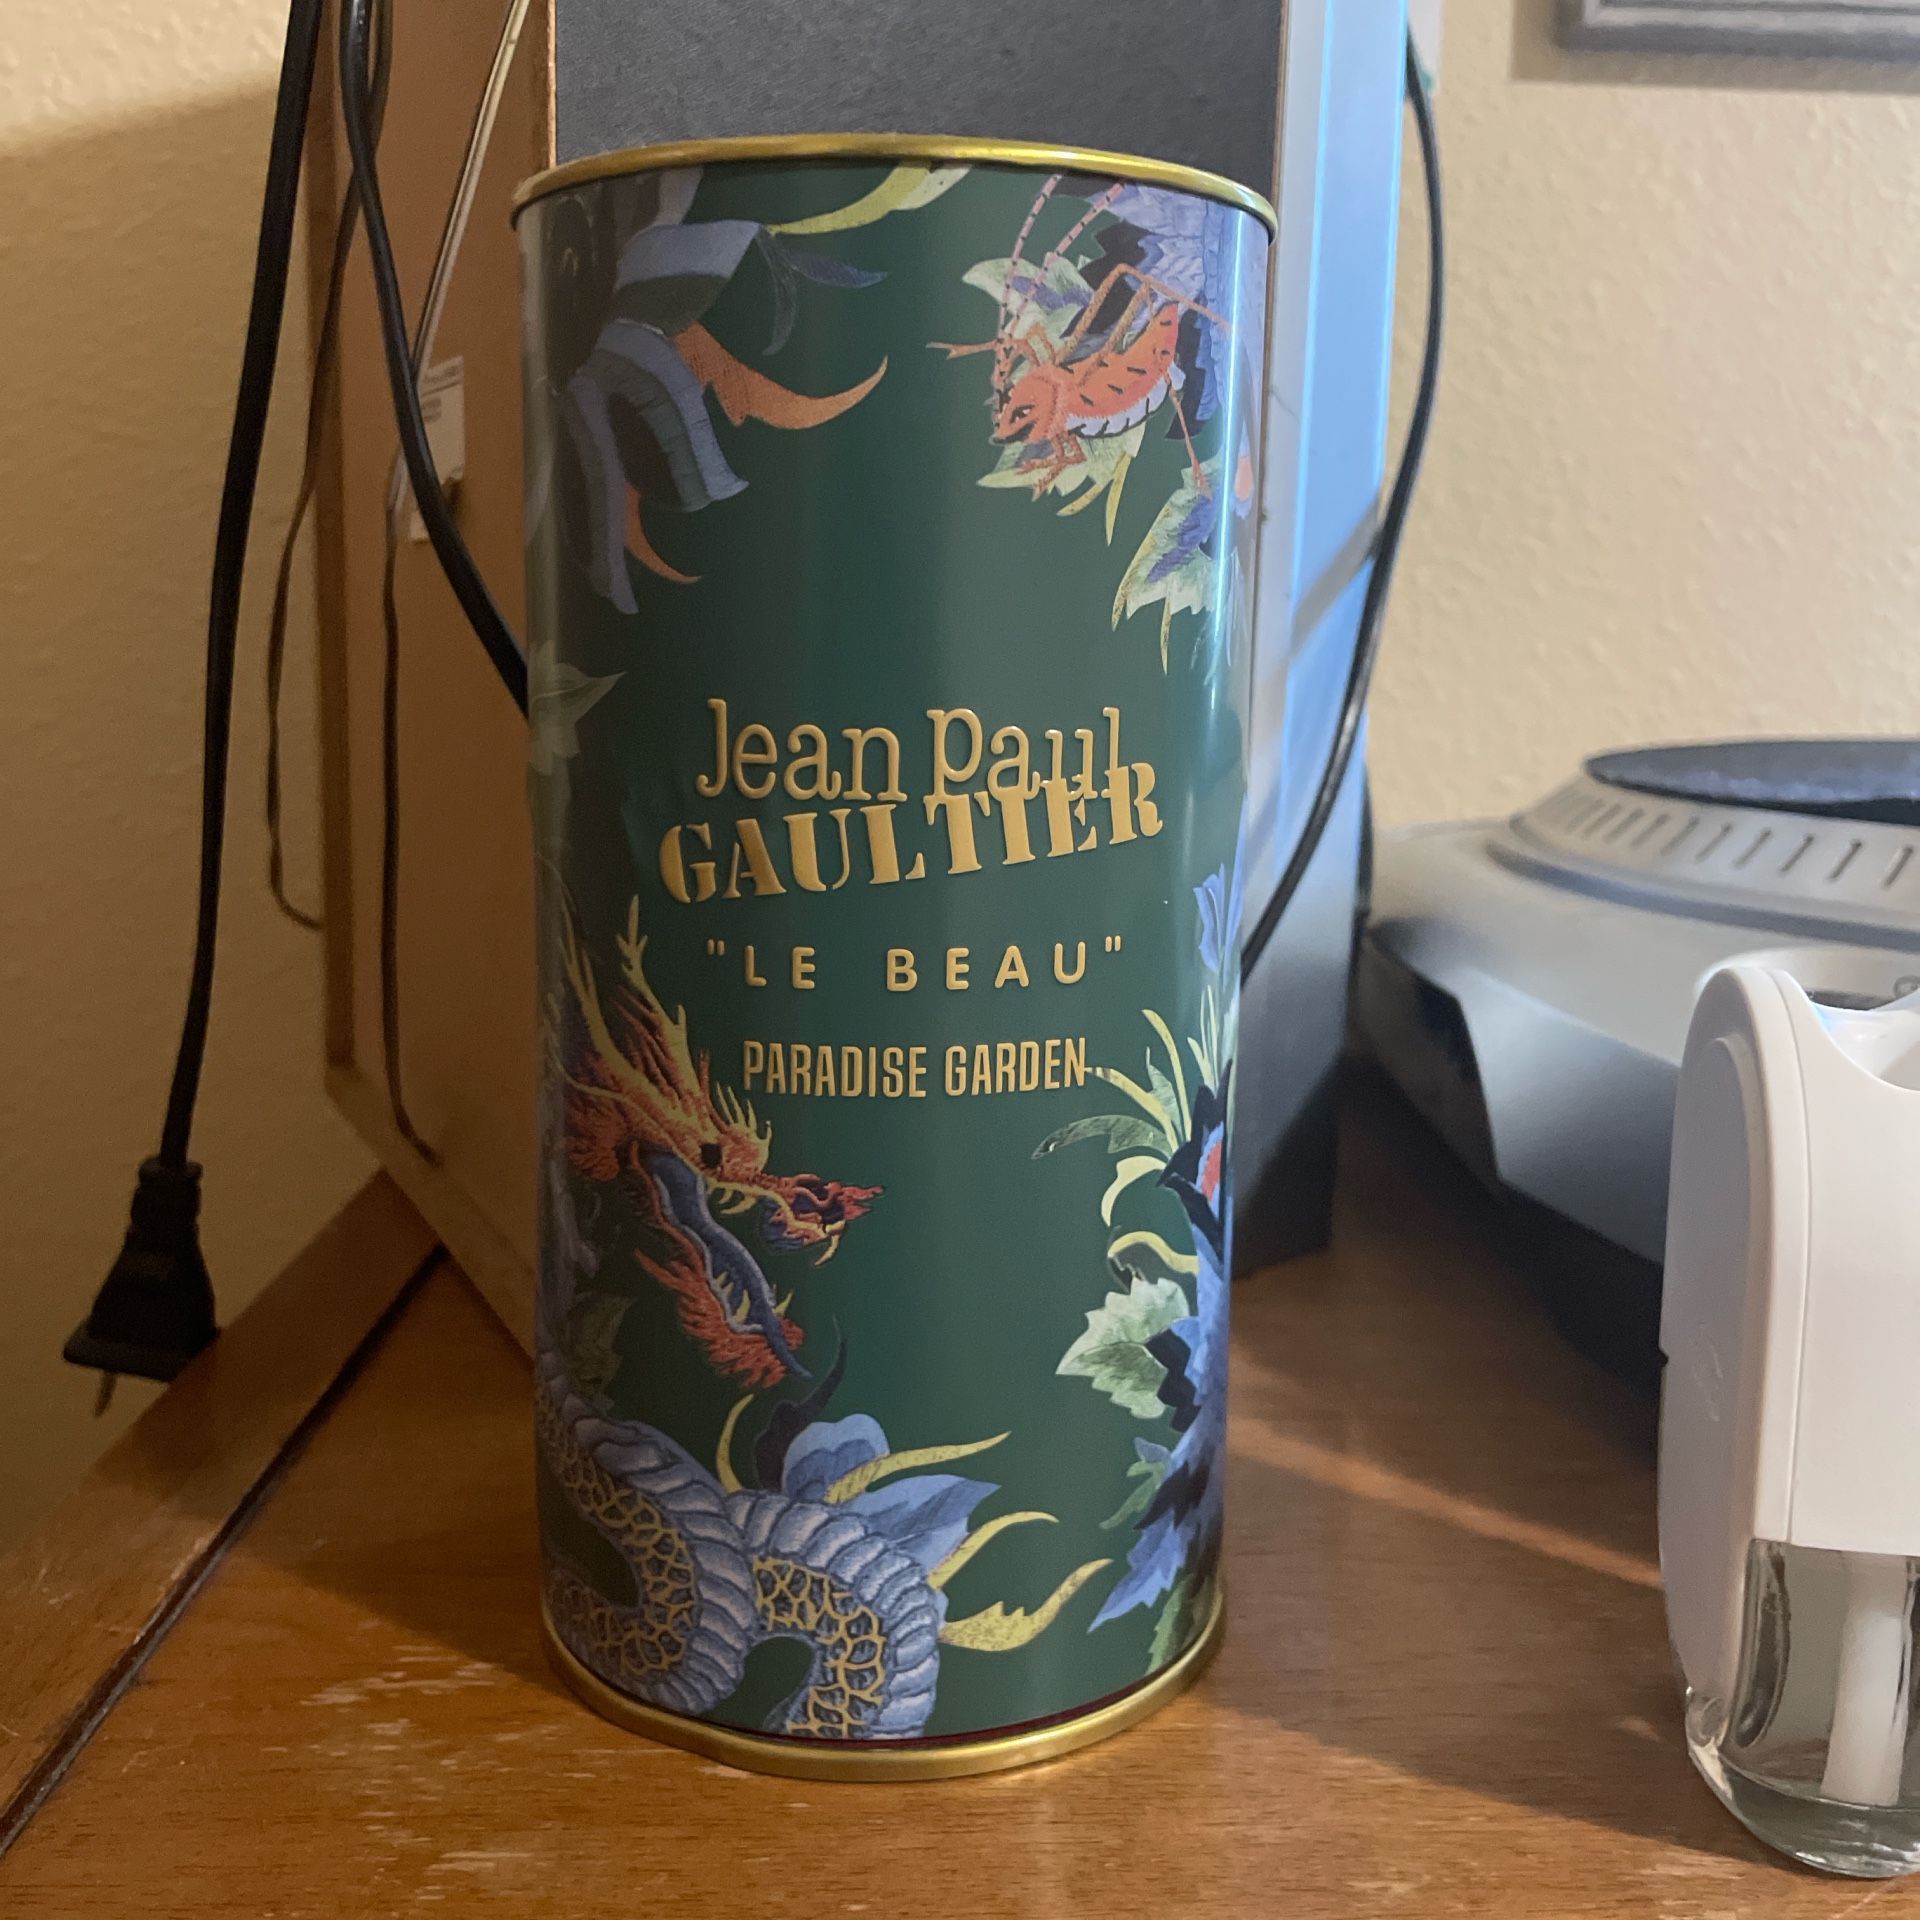 Jean Paul
GAULTIER
"LE BEAU"
PARADISE GARDEN